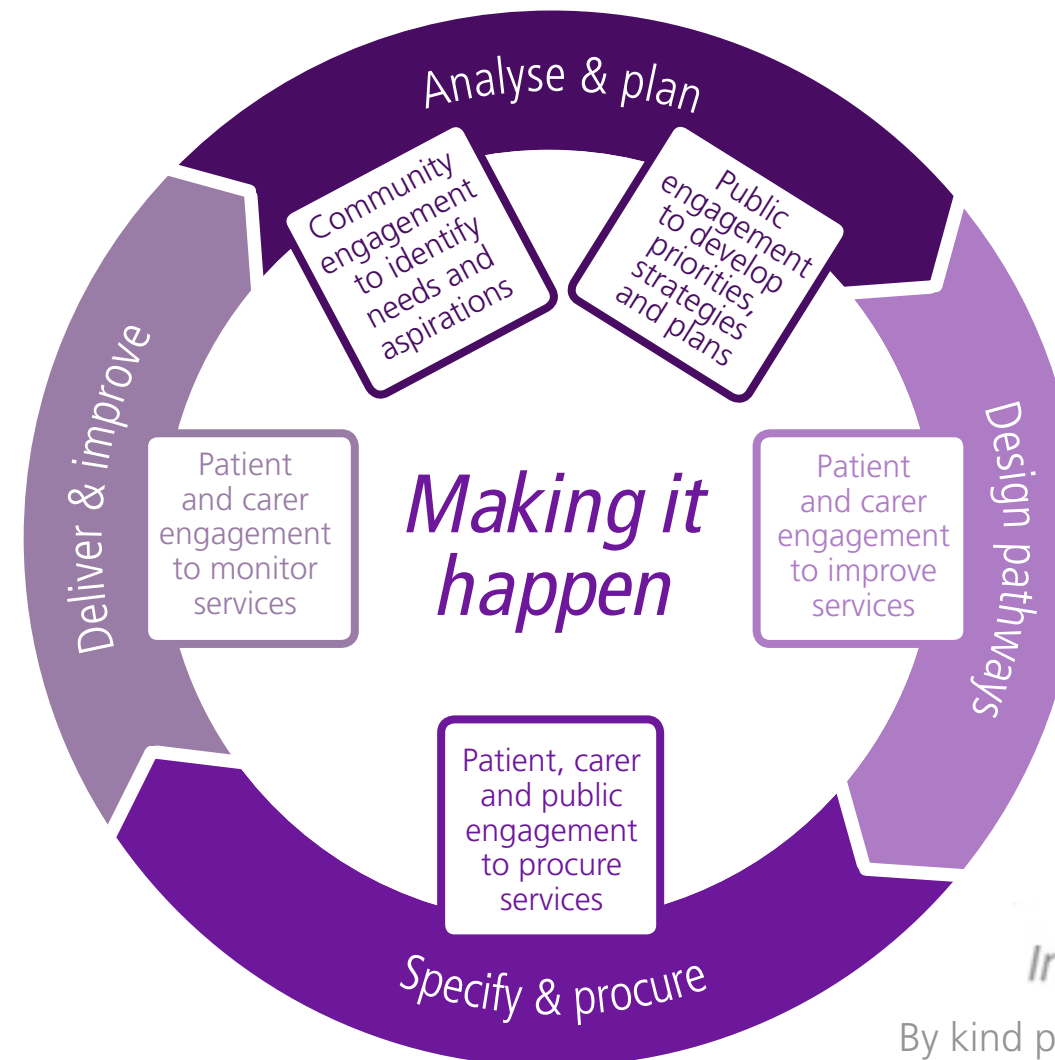 Analyse & plan
Community
engagement
to identify
needs and
aspirations
Public
engagement
to develop
priorities,
strategies
and plans
Deliver & improve
Patient
and carer
engagement
to monitor
services
Making it
happen
Patient
and carer
engagement
to improve
services
Design pathways
Patient, carer
and public
engagement
to procure
services
Specify & procure
By kind p